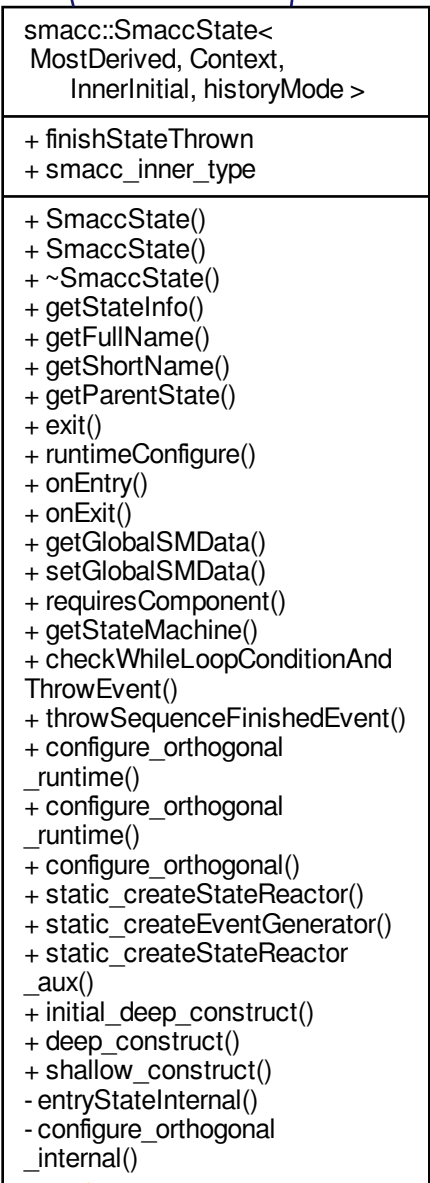 smacc::SmaccState<
MostDerived, Context,
InnerInitial, historyMode >
+ finishStateThrown
+ smacc_inner_type
+ SmaccState()
+ SmaccState()
+ ~SmaccState()
+ getStateInfo()
+ getFullName()
+ getShortName()
+ getParentState()
+ exit()
+ runtimeConfigure()
+ onEntry()
+ onExit()
+ getGlobalSMData()
+ setGlobalSMData()
+ requiresComponent()
+ getStateMachine()
+ checkWhileLoopConditionAnd
ThrowEvent()
+ throwSequenceFinishedEvent()
+ configure_orthogonal
_runtime()
+ configure_orthogonal
_runtime()
+ configure_orthogonal()
+ static_createStateReactor()
+ static_createEventGenerator()
+ static_createStateReactor
_aux()
+ initial_deep_construct()
+ deep_construct()
+ shallow_construct()
- entryStateInternal()
- configure_orthogonal
_internal()